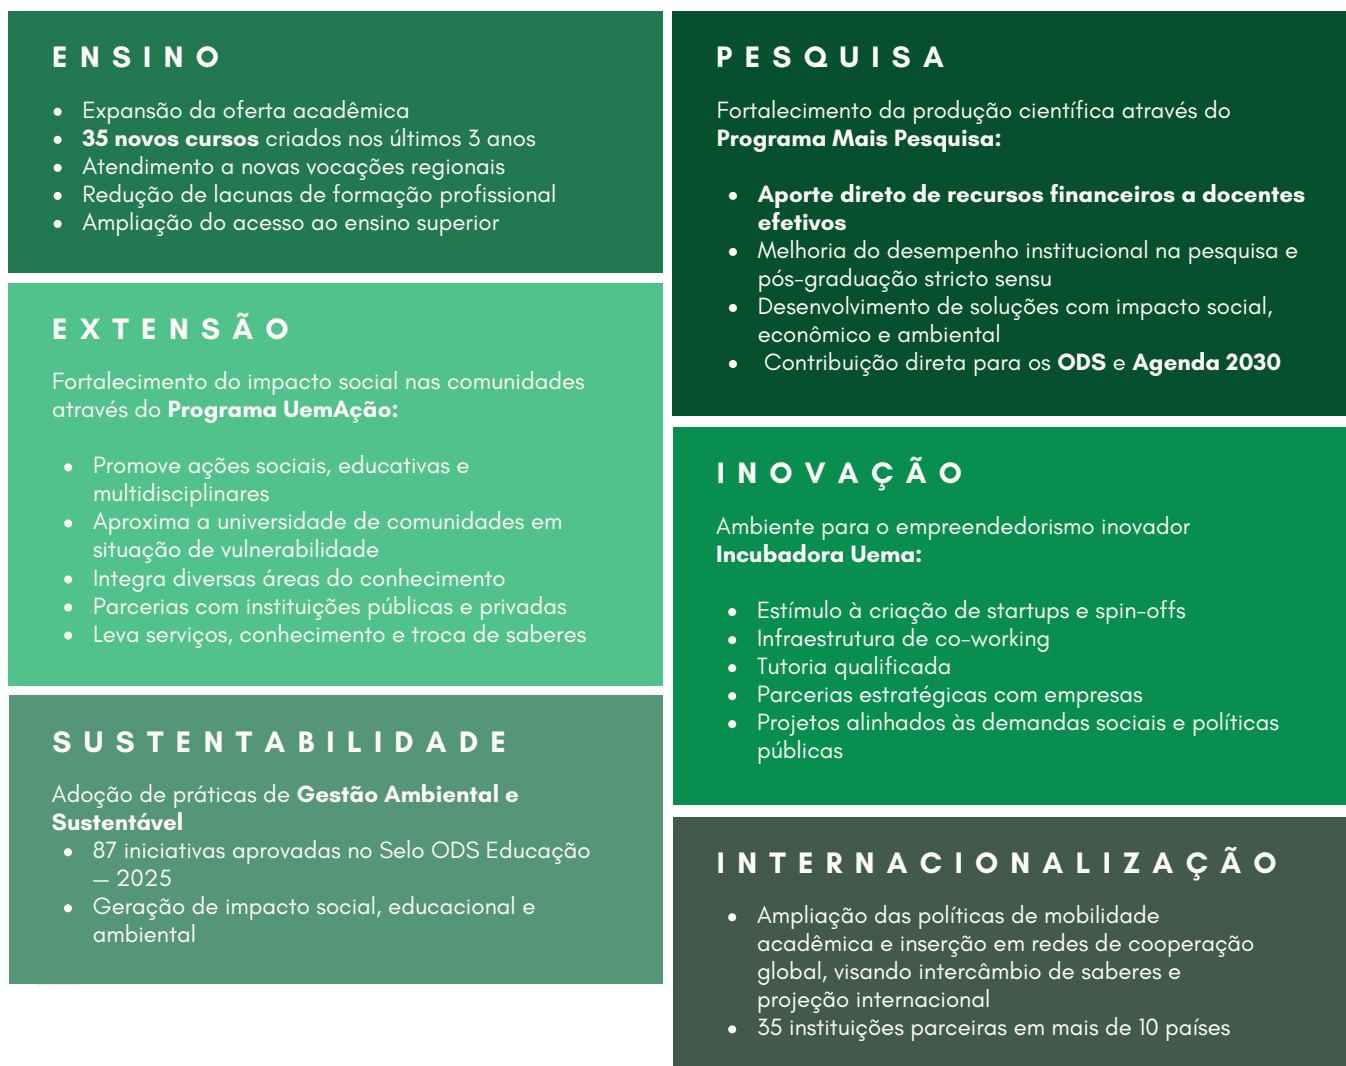 ENSINO
• Expansão da oferta acadêmica
• 35 novos cursos criados nos últimos 3 anos
• Atendimento a novas vocações regionais
• Redução de lacunas de formação profissional
• Ampliação do acesso ao ensino superior
EXTENSÃO
Fortalecimento do impacto social nas comunidades
através do Programa UemAção:
• Promove ações sociais, educativas e
multidisciplinares
• Aproxima a universidade de comunidades em
situação de vulnerabilidade
• Integra diversas áreas do conhecimento
• Parcerias com instituições públicas e privadas
• Leva serviços, conhecimento e troca de saberes
SUSTENTABILIDADE
Adoção de práticas de Gestão Ambiental e
Sustentável
• 87 iniciativas aprovadas no Selo ODS Educação
— 2025
• Geração de impacto social, educacional e
ambiental
PESQUISA
Fortalecimento da produção científica através do
Programa Mais Pesquisa:
• Aporte direto de recursos financeiros a docentes
efetivos
• Melhoria do desempenho institucional na pesquisa e
pós-graduação stricto sensu
• Desenvolvimento de soluções com impacto social,
econômico e ambiental
• Contribuição direta para os ODS e Agenda 2030
INOVAÇÃO
Ambiente para o empreendedorismo inovador
Incubadora Uema:
• Estímulo à criação de startups e spin-offs
• Infraestrutura de co-working
• Tutoria qualificada
• Parcerias estratégicas com empresas
• Projetos alinhados às demandas sociais e políticas
públicas
INTERNACIONALIZAÇÃO
• Ampliação das políticas de mobilidade
acadêmica e inserção em redes de cooperação
global, visando intercâmbio de saberes e
projeção internacional
• 35 instituições parceiras em mais de 10 países